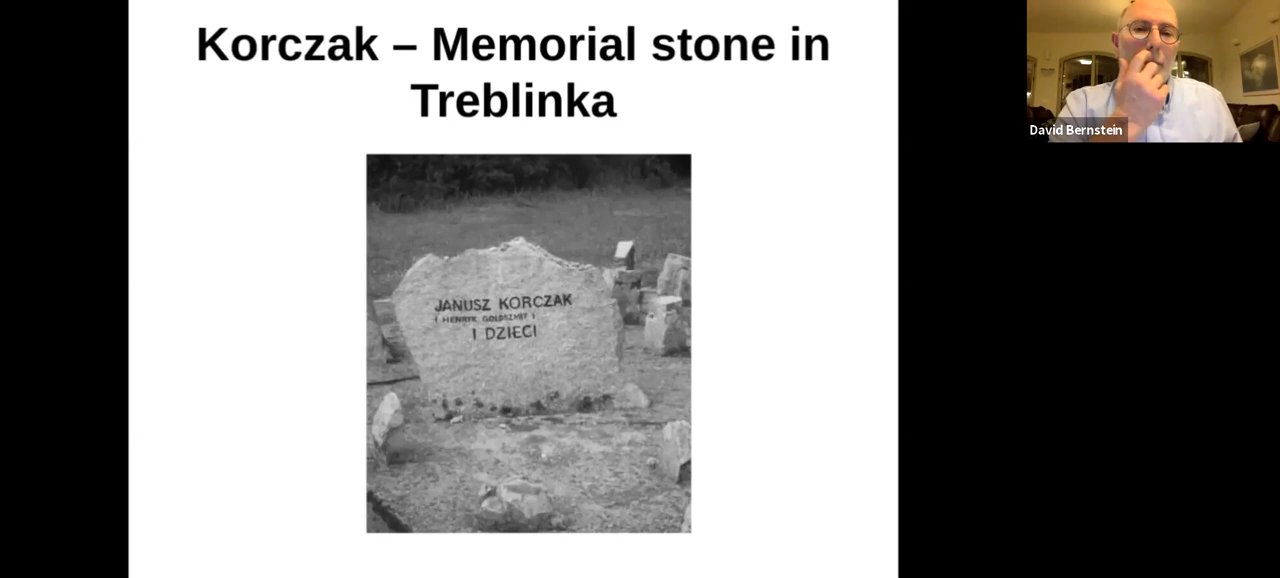 Korczak – Memorial stone in
Treblinka
JANUSZ KORCZAK
( HENRYK GOLDSZMIT )
I DZIECI
David Bernstein